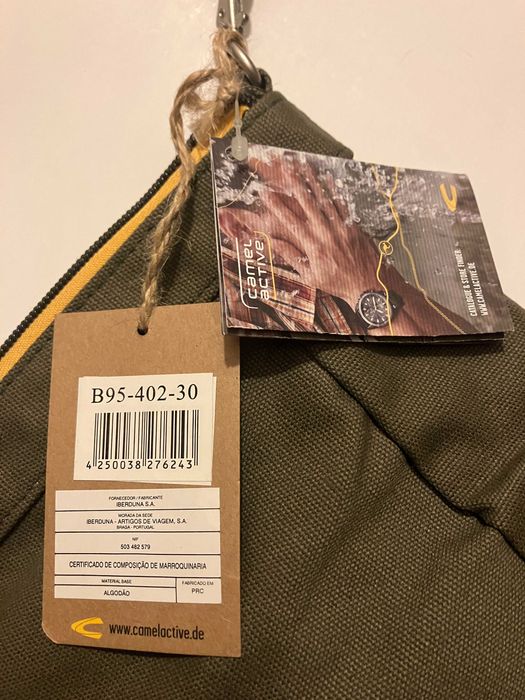 camel
active
CATALOGUE & STORE FINDER
WWW.CAMELACTIVE.DE
B95-402-30
4 250038 276243
FORNECEDOR / FABRICANTE
IBERDUNA S.A.
MORADA DA SEDE
IBERDUNA - ARTIGOS DE VIAGEM, S.A.
BRAGA - PORTUGAL
NIF
503 482 579
CERTIFICADO DE COMPOSIÇÃO DE MARROQUINARIA
MATERIAL BASE
ALGODÃO
FABRICADO EM
PRC
www.camelactive.de